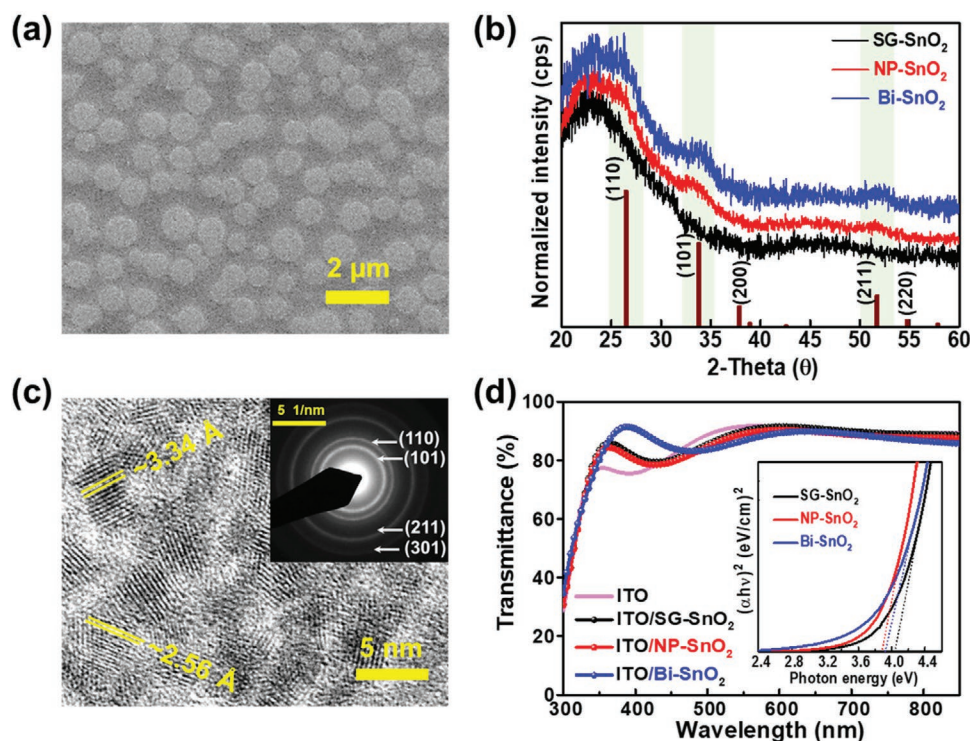 (a)
2 μm
(b)
Normalized intensity (cps)
SG-SnO₂
NP-SnO₂
Bi-SnO₂
(110)
(101)
(200)
(211)
(220)
20 25 30 35 40 45 50 55 60
2-Theta (θ)
(c)
~3.34 Å
~2.56 Å
5 nm
5 1/nm
(110)
(101)
(211)
(301)
(d)
Transmittance (%)
100
80
60
40
20
0
ITO
ITO/SG-SnO₂
ITO/NP-SnO₂
ITO/Bi-SnO₂
(αhν)² (eV/cm)²
SG-SnO₂
NP-SnO₂
Bi-SnO₂
2.4 2.8 3.2 3.6 4.0 4.4
Photon energy (eV)
300 400 500 600 700 800
Wavelength (nm)